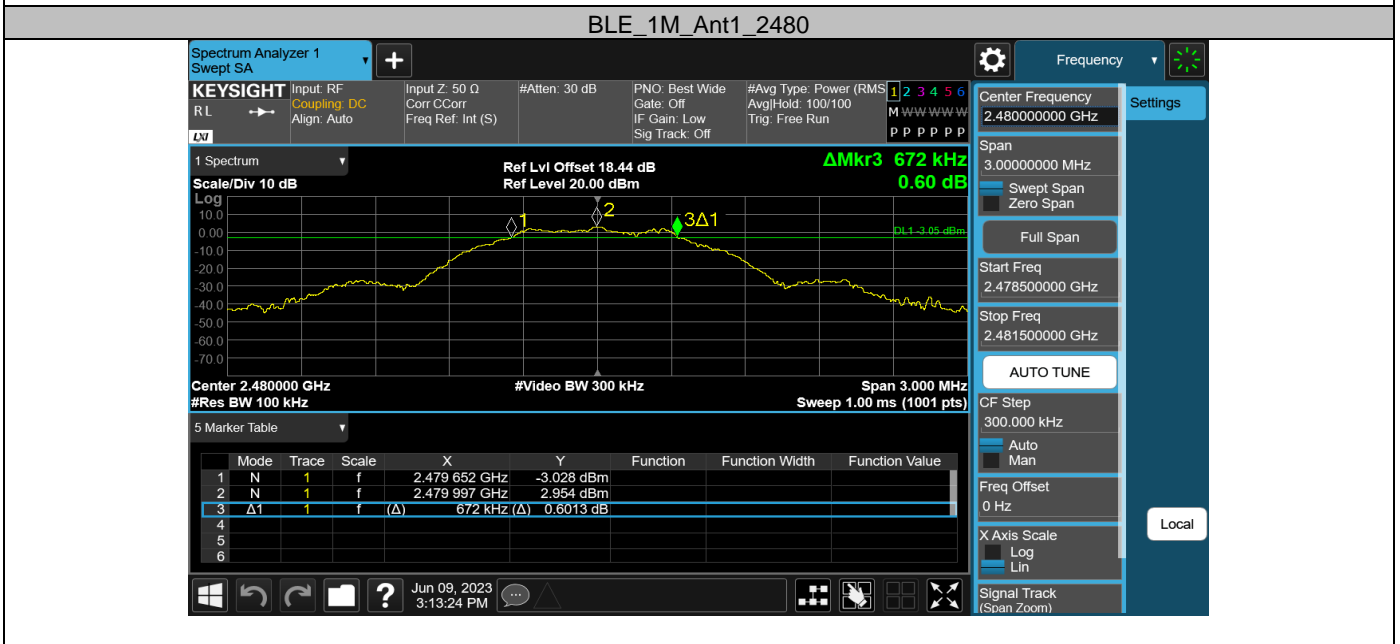 BLE_1M_Ant1_2480
Spectrum Analyzer 1
Swept SA
Frequency
KEYSIGHT
RL
LXI
Input: RF
Coupling: DC
Align: Auto
Input Z: 50 Ω
Corr CCorr
Freq Ref: Int (S)
#Atten: 30 dB
PNO: Best Wide
Gate: Off
IF Gain: Low
Sig Track: Off
#Avg Type: Power (RMS
Avg|Hold: 100/100
Trig: Free Run
1 2 3 4 5 6
M W W W W W
P P P P P P
1 Spectrum
Scale/Div 10 dB
Ref Lvl Offset 18.44 dB
Ref Level 20.00 dBm
ΔMkr3 672 kHz
0.60 dB
Log
10.0
0.00
-10.0
-20.0
-30.0
-40.0
-50.0
-60.0
-70.0
1
2
3Δ1
DL1 -3.05 dBm
Center 2.480000 GHz
#Video BW 300 kHz
Span 3.000 MHz
#Res BW 100 kHz
Sweep 1.00 ms (1001 pts)
5 Marker Table
Mode Trace Scale X Y Function Function Width Function Value
1 N 1 f 2.479 652 GHz -3.028 dBm
2 N 1 f 2.479 997 GHz 2.954 dBm
3 Δ1 1 f (Δ) 672 kHz (Δ) 0.6013 dB
4
5
6
Jun 09, 2023
3:13:24 PM
Center Frequency
2.480000000 GHz
Span
3.00000000 MHz
Swept Span
Zero Span
Full Span
Start Freq
2.478500000 GHz
Stop Freq
2.481500000 GHz
AUTO TUNE
CF Step
300.000 kHz
Auto
Man
Freq Offset
0 Hz
X Axis Scale
Log
Lin
Signal Track
(Span Zoom)
Settings
Local